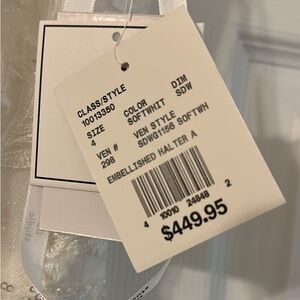 CLASS/STYLE
10013350
SIZE COLOR DIM
4 SOFTWHIT SDW
VEN # VEN STYLE
298 SDWG1156 SOFTWH
EMBELLISHED HALTER A
4 10010 24848 2
$449.95